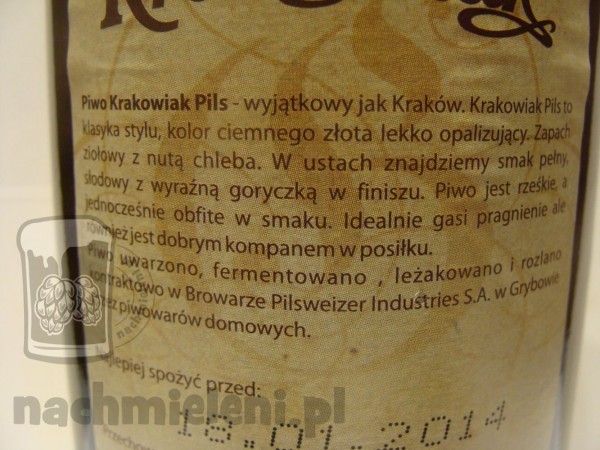 Piwo Krakowiak Pils - wyjątkowy jak Kraków. Krakowiak Pils to
klasyka stylu, kolor ciemnego złota lekko opalizujący. Zapach
ziołowy z nutą chleba. W ustach znajdziemy smak pełny,
słodowy z wyraźną goryczką w finiszu. Piwo jest rześkie, a
jednocześnie obfite w smaku. Idealnie gasi pragnienie ale
również jest dobrym kompanem w posiłku.
Piwo uwarzono, fermentowano , leżakowano i rozlano
kontraktowo w Browarze Pilsweizer Industries S.A. w Grybowie
przez piwowarów domowych.
Najlepiej spożyć przed:
nachmieleni.pl
18.01.2014